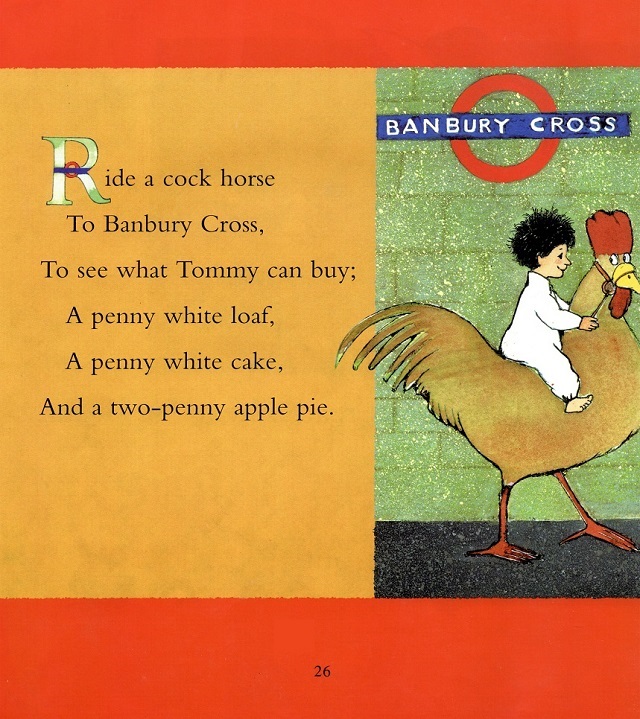 Ride a cock horse
To Banbury Cross,
To see what Tommy can buy;
A penny white loaf,
A penny white cake,
And a two-penny apple pie.
BANBURY CROSS
26